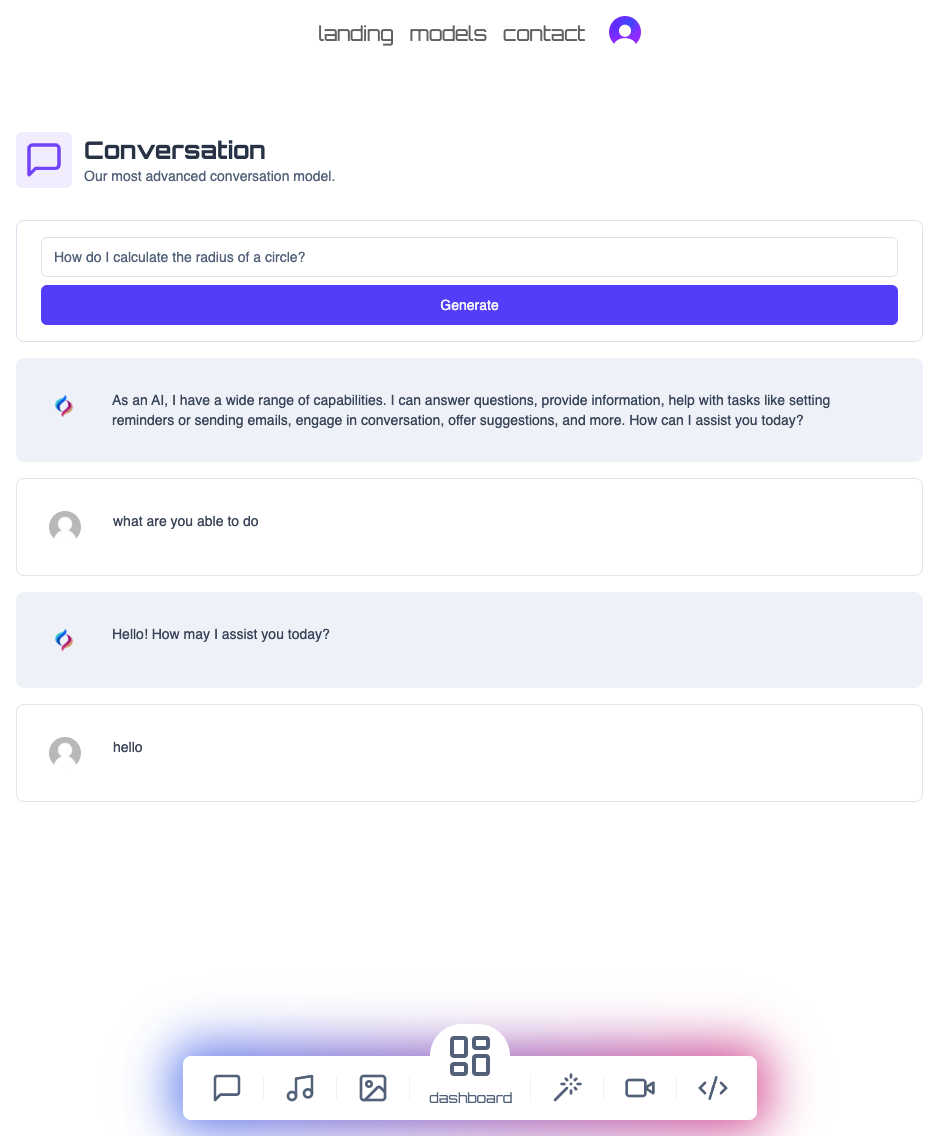 landing models contact
Conversation
Our most advanced conversation model.
How do I calculate the radius of a circle?
Generate
As an AI, I have a wide range of capabilities. I can answer questions, provide information, help with tasks like setting
reminders or sending emails, engage in conversation, offer suggestions, and more. How can I assist you today?
what are you able to do
Hello! How may I assist you today?
hello
dashboard